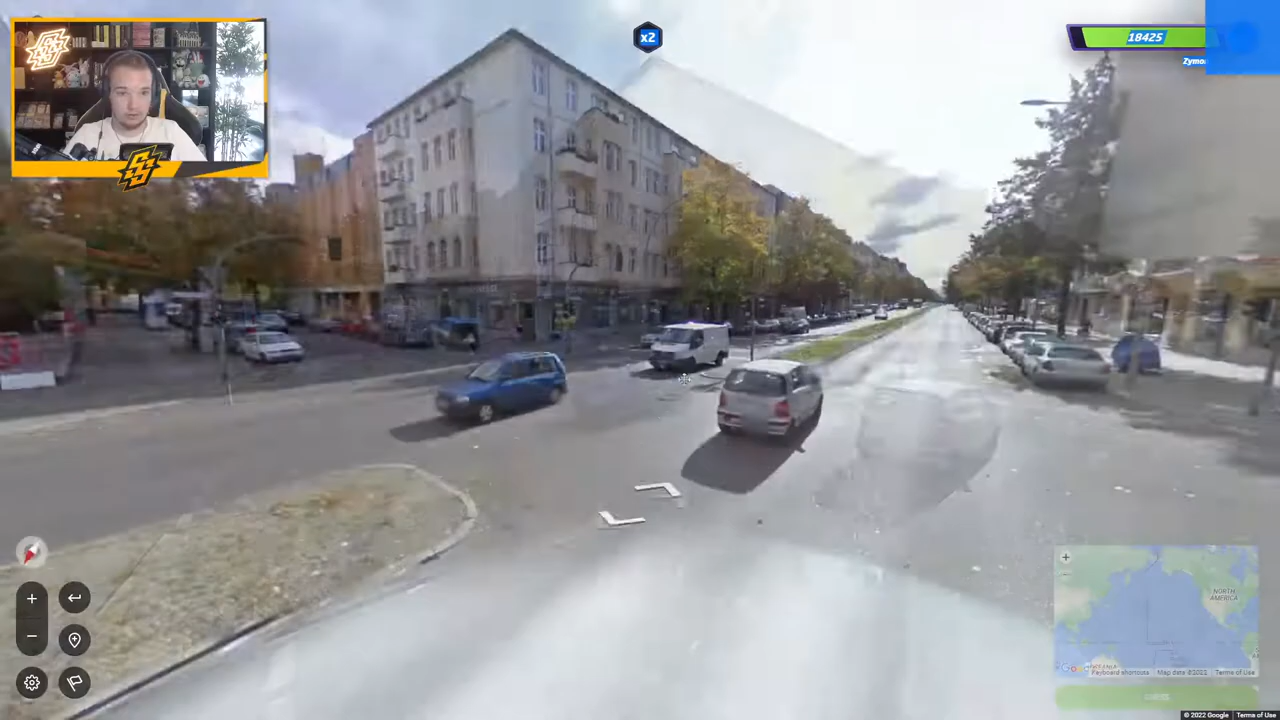 x2
18425
Zymo
NORTH
AMERICA
Google
Keyboard shortcuts
Map data ©2022
Terms of Use
© 2022 Google
Terms of Use